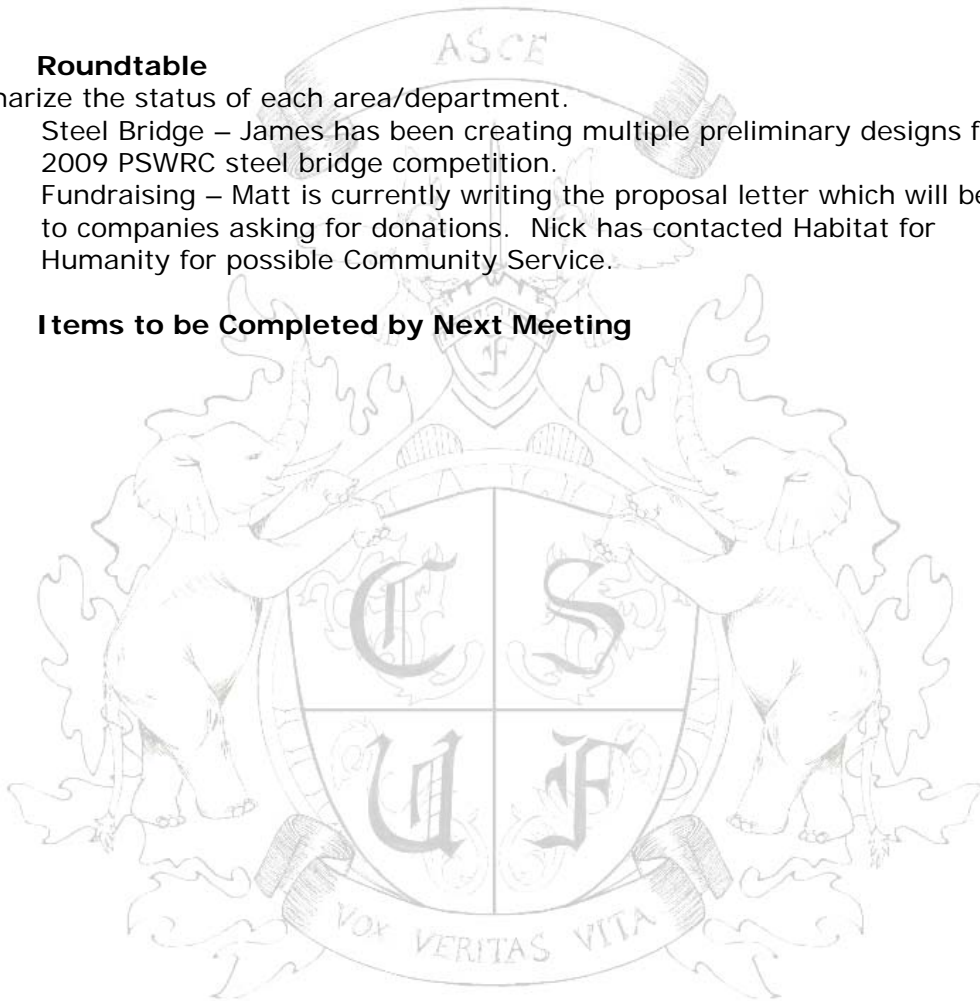 ASCE
Roundtable
narize the status of each area/department.
Steel Bridge – James has been creating multiple preliminary designs f
2009 PSWRC steel bridge competition.
Fundraising – Matt is currently writing the proposal letter which will be
to companies asking for donations. Nick has contacted Habitat for
Humanity for possible Community Service.
Items to be Completed by Next Meeting
F
C S
U F
VOX VERITAS VITA